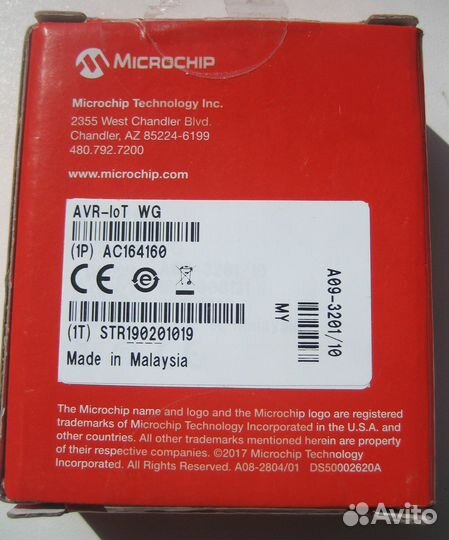 MICROCHIP
Microchip Technology Inc.
2355 West Chandler Blvd.
Chandler, AZ 85224-6199
480.792.7200
www.microchip.com
AVR-IoT WG
(1P) AC164160
CE e
(1T) STR190201019
Made in Malaysia
MY
A09-3201/10
The Microchip name and logo and the Microchip logo are registered
trademarks of Microchip Technology Incorporated in the U.S.A. and
other countries. All other trademarks mentioned herein are property
of their respective companies. ©2017 Microchip Technology
Incorporated. All Rights Reserved. A08-2804/01 DS50002620A
Avito